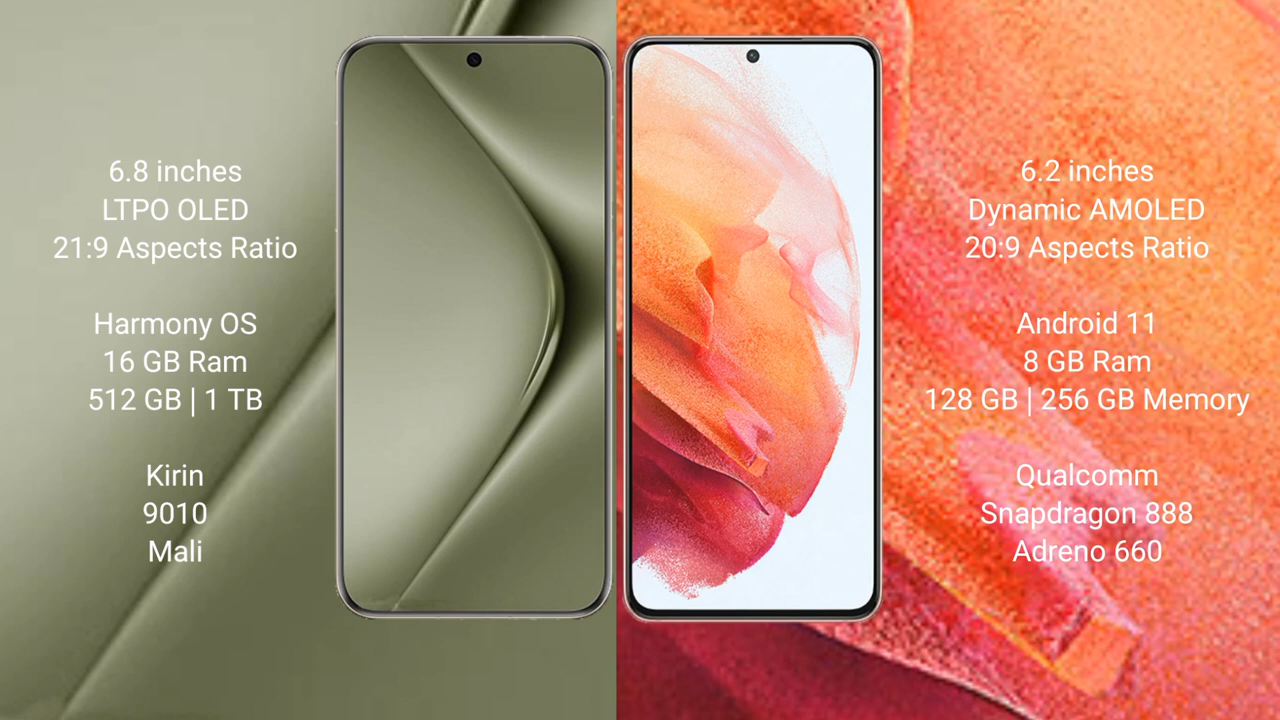 6.8 inches
LTPO OLED
21:9 Aspects Ratio
Harmony OS
16 GB Ram
512 GB | 1 TB
Kirin
9010
Mali
6.2 inches
Dynamic AMOLED
20:9 Aspects Ratio
Android 11
8 GB Ram
128 GB | 256 GB Memory
Qualcomm
Snapdragon 888
Adreno 660